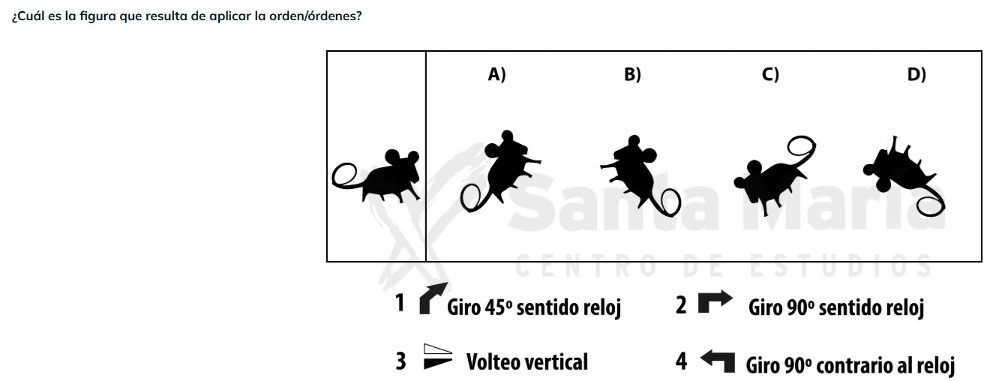 ¿Cuál es la figura que resulta de aplicar la orden/órdenes?
A) B) C) D)
Santa María
CENTRO DE ESTUDIOS
1 Giro 45º sentido reloj 2 Giro 90º sentido reloj
3 Volteo vertical 4 Giro 90º contrario al reloj